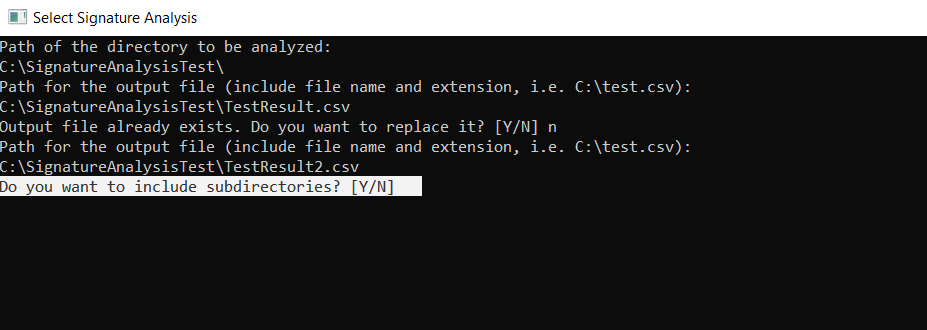 Select Signature Analysis
Path of the directory to be analyzed:
C:\SignatureAnalysisTest\
Path for the output file (include file name and extension, i.e. C:\test.csv):
C:\SignatureAnalysisTest\TestResult.csv
Output file already exists. Do you want to replace it? [Y/N] n
Path for the output file (include file name and extension, i.e. C:\test.csv):
C:\SignatureAnalysisTest\TestResult2.csv
Do you want to include subdirectories? [Y/N]